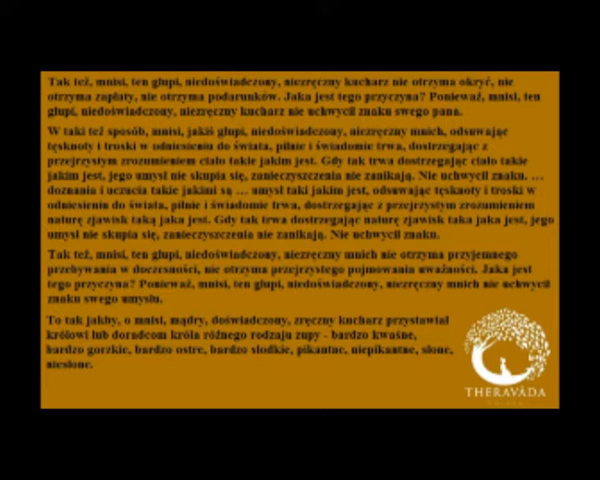 Tak też, mnisi, ten głupi, niedoświadczony, niezręczny kucharz nie otrzyma okryć, nie
otrzyma zapłaty, nie otrzyma podarunków. Jaka jest tego przyczyna? Ponieważ, mnisi, ten
głupi, niedoświadczony, niezręczny kucharz nie uchwycił znaku swego pana.
W taki też sposób, mnisi, jakiś głupi, niedoświadczony, niezręczny mnich, odsuwając
tęsknoty i troski w odniesieniu do świata, pilnie i świadomie trwa, dostrzegając z
przejrzystym zrozumieniem ciało takie jakim jest. Gdy tak trwa dostrzegając ciało takie
jakim jest, jego umysł nie skupia się, zanieczyszczenia nie zanikają. Nie uchwycił znaku. …
doznania i uczucia takie jakimi są … umysł taki jakim jest, odsuwając tęsknoty i troski w
odniesieniu do świata, pilnie i świadomie trwa, dostrzegając z przejrzystym zrozumieniem
naturę zjawisk taką jaka jest. Gdy tak trwa dostrzegając naturę zjawisk taka jaka jest, jego
umysł nie skupia się, zanieczyszczenia nie zanikają. Nie uchwycił znaku.
Tak też, mnisi, ten głupi, niedoświadczony, niezręczny mnich nie otrzyma przyjemnego
przebywania w doczesności, nie otrzyma przejrzystego pojmowania uważności. Jaka jest
tego przyczyna? Ponieważ, mnisi, ten głupi, niedoświadczony, niezręczny mnich nie uchwycił
znaku swego umysłu.
To tak jakby, o mnisi, mądry, doświadczony, zręczny kucharz przystawiał
królowi lub doradcom króla różnego rodzaju zupy - bardzo kwaśne,
bardzo gorzkie, bardzo ostre, bardzo słodkie, pikantne, niepikantne, słone,
niesłone.
THERAVĀDA